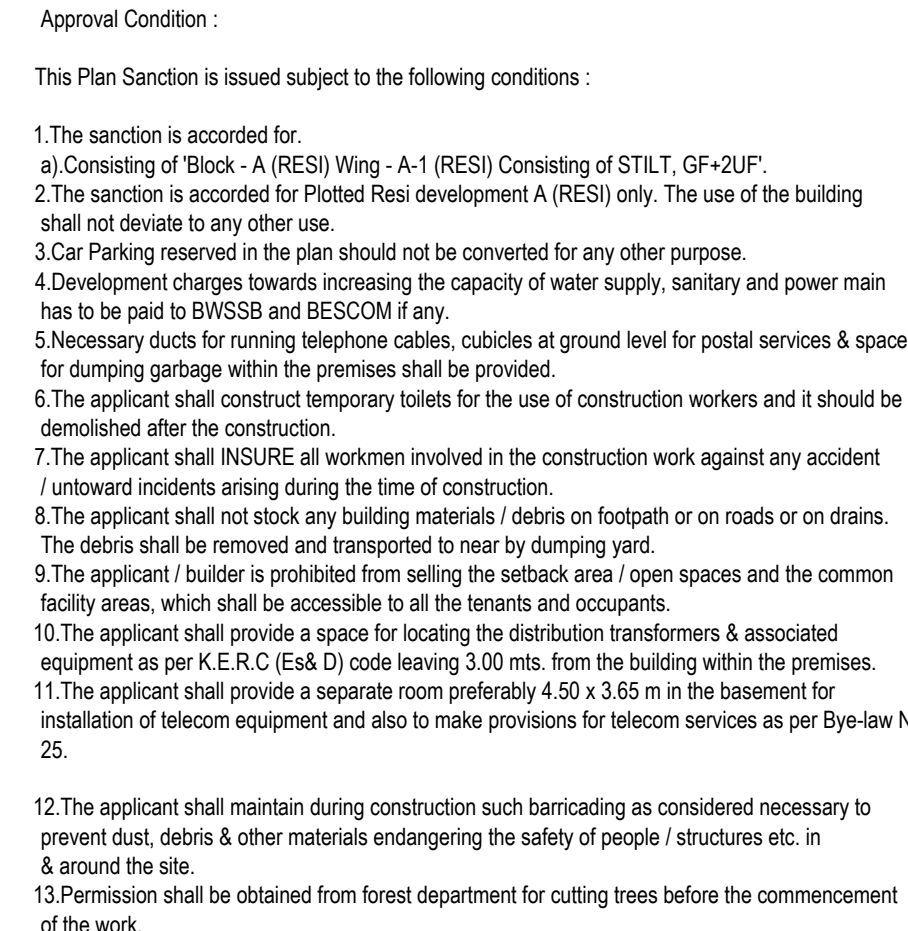 Approval Condition :
This Plan Sanction is issued subject to the following conditions :
1.The sanction is accorded for.
a).Consisting of 'Block - A (RESI) Wing - A-1 (RESI) Consisting of STILT, GF+2UF'.
2.The sanction is accorded for Plotted Resi development A (RESI) only. The use of the building
shall not deviate to any other use.
3.Car Parking reserved in the plan should not be converted for any other purpose.
4.Development charges towards increasing the capacity of water supply, sanitary and power main
has to be paid to BWSSB and BESCOM if any.
5.Necessary ducts for running telephone cables, cubicles at ground level for postal services & space
for dumping garbage within the premises shall be provided.
6.The applicant shall construct temporary toilets for the use of construction workers and it should be
demolished after the construction.
7.The applicant shall INSURE all workmen involved in the construction work against any accident
/ untoward incidents arising during the time of construction.
8.The applicant shall not stock any building materials / debris on footpath or on roads or on drains.
The debris shall be removed and transported to near by dumping yard.
9.The applicant / builder is prohibited from selling the setback area / open spaces and the common
facility areas, which shall be accessible to all the tenants and occupants.
10.The applicant shall provide a space for locating the distribution transformers & associated
equipment as per K.E.R.C (Es& D) code leaving 3.00 mts. from the building within the premises.
11.The applicant shall provide a separate room preferably 4.50 x 3.65 m in the basement for
installation of telecom equipment and also to make provisions for telecom services as per Bye-law
25.
12.The applicant shall maintain during construction such barricading as considered necessary to
prevent dust, debris & other materials endangering the safety of people / structures etc. in
& around the site.
13.Permission shall be obtained from forest department for cutting trees before the commencement
of the work.